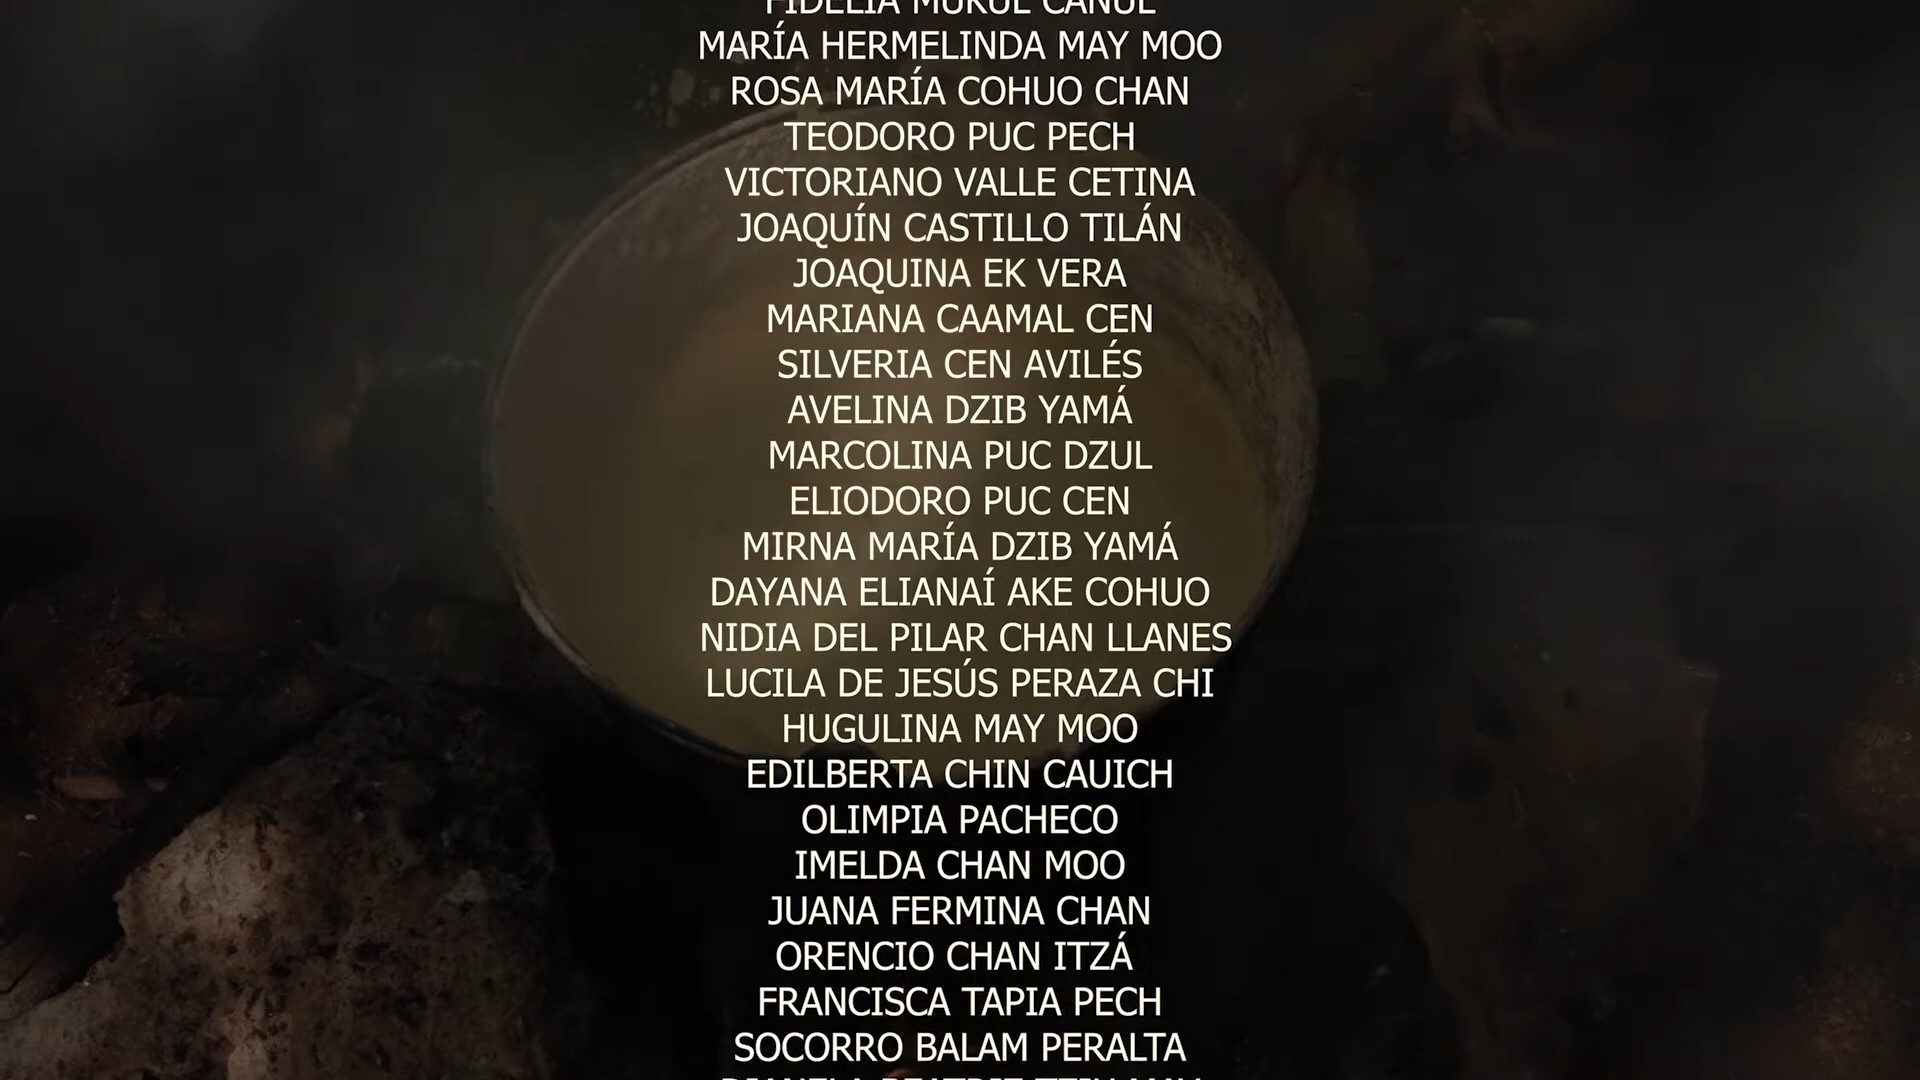 FIDELIA MUKUL CANUL
MARÍA HERMELINDA MAY MOO
ROSA MARÍA COHUO CHAN
TEODORO PUC PECH
VICTORIANO VALLE CETINA
JOAQUÍN CASTILLO TILÁN
JOAQUINA EK VERA
MARIANA CAAMAL CEN
SILVERIA CEN AVILÉS
AVELINA DZIB YAMÁ
MARCOLINA PUC DZUL
ELIODORO PUC CEN
MIRNA MARÍA DZIB YAMÁ
DAYANA ELIANAÍ AKE COHUO
NIDIA DEL PILAR CHAN LLANES
LUCILA DE JESÚS PERAZA CHI
HUGULINA MAY MOO
EDILBERTA CHIN CAUICH
OLIMPIA PACHECO
IMELDA CHAN MOO
JUANA FERMINA CHAN
ORENCIO CHAN ITZÁ
FRANCISCA TAPIA PECH
SOCORRO BALAM PERALTA